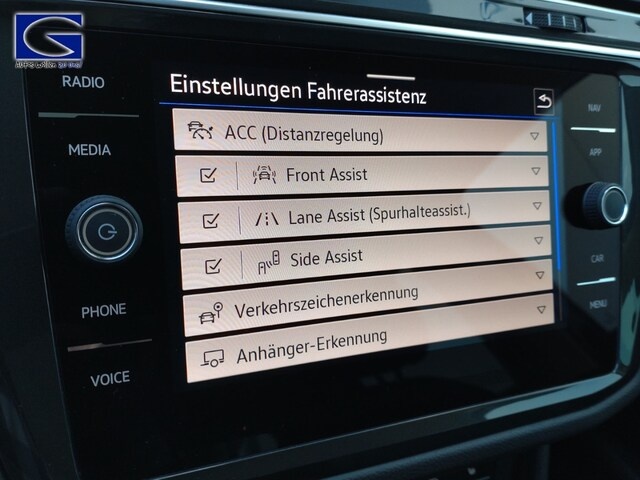 G
RADIO
MEDIA
PHONE
VOICE
Einstellungen Fahrerassistenz
ACC (Distanzregelung)
Front Assist
Lane Assist (Spurhalteassist.)
Side Assist
Verkehrszeichenerkennung
Anhänger-Erkennung
NAV
APP
CAR
MENU